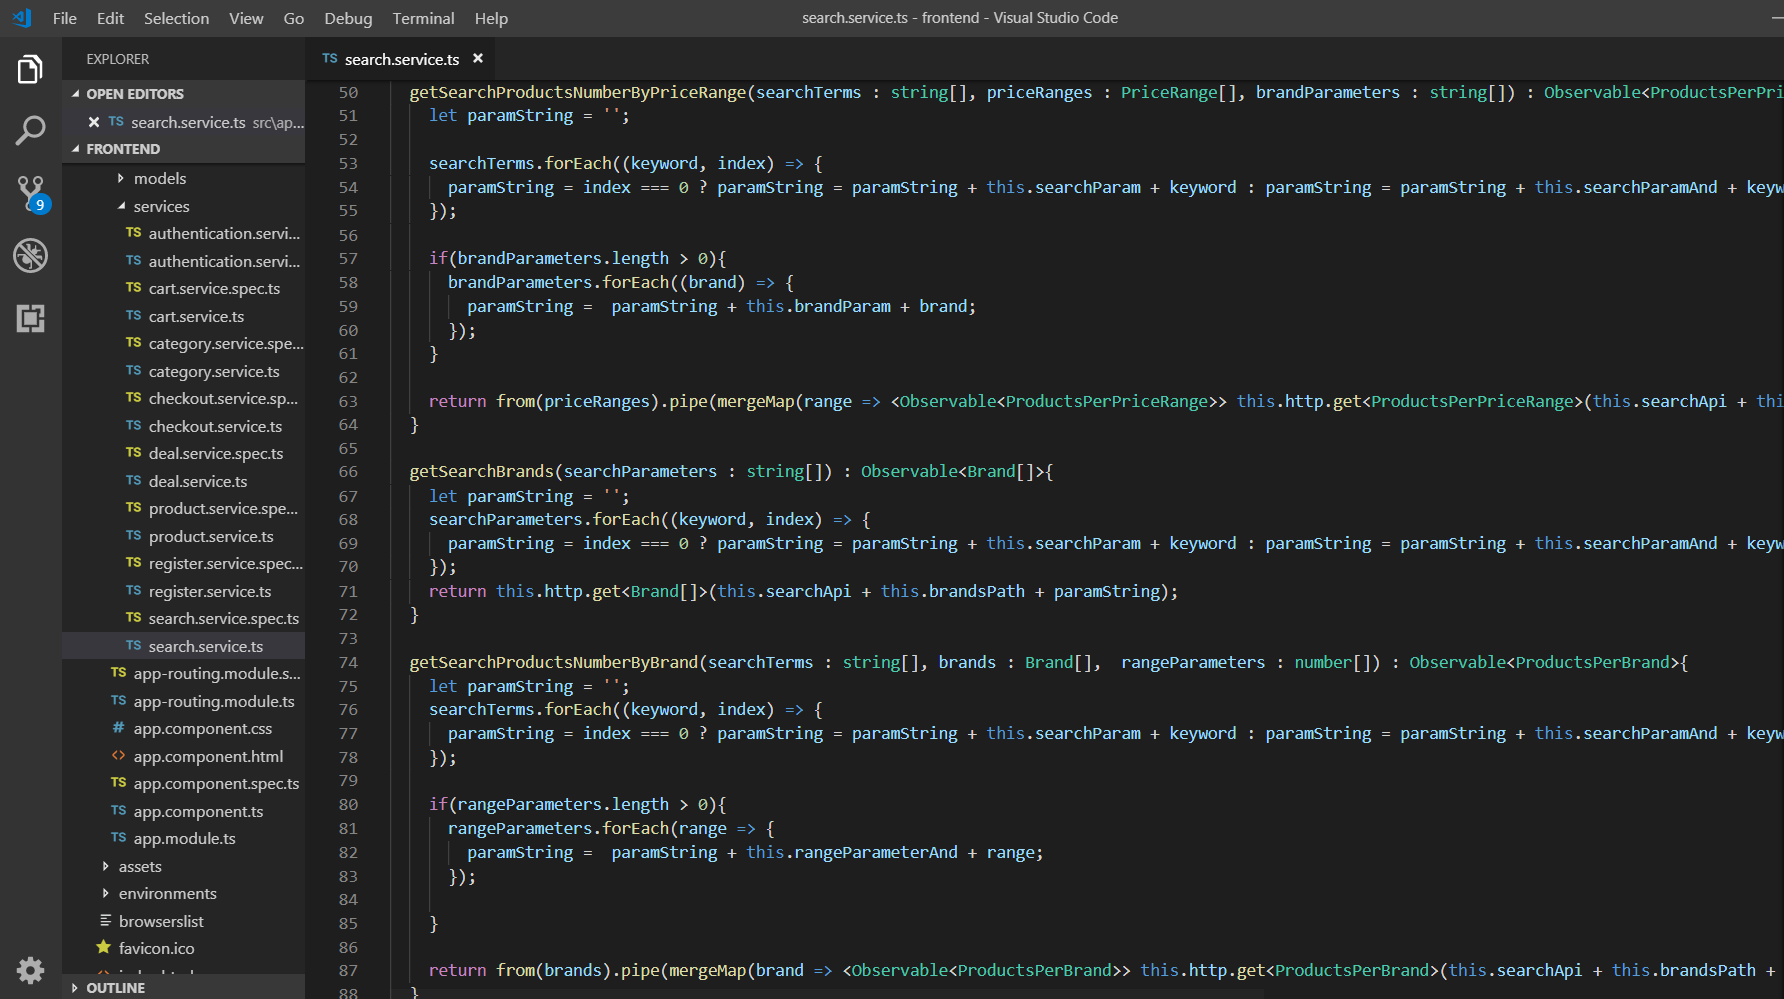 File Edit Selection View Go Debug Terminal Help
search.service.ts - frontend - Visual Studio Code
EXPLORER
OPEN EDITORS
TS search.service.ts src\ap...
FRONTEND
models
services
TS authentication.servi...
TS authentication.servi...
TS cart.service.spec.ts
TS cart.service.ts
TS category.service.spe...
TS category.service.ts
TS checkout.service.sp...
TS checkout.service.ts
TS deal.service.spec.ts
TS deal.service.ts
TS product.service.spe...
TS product.service.ts
TS register.service.spec...
TS register.service.ts
TS search.service.spec.ts
TS search.service.ts
TS app-routing.module.s...
TS app-routing.module.ts
# app.component.css
<> app.component.html
TS app.component.spec.ts
TS app.component.ts
TS app.module.ts
assets
environments
browserslist
favicon.ico
OUTLINE
9
TS search.service.ts
50 getSearchProductsNumberByPriceRange(searchTerms : string[], priceRanges : PriceRange[], brandParameters : string[]) : Observable<ProductsPerPri
51 let paramString = '';
52
53 searchTerms.forEach((keyword, index) => {
54 paramString = index === 0 ? paramString = paramString + this.searchParam + keyword : paramString = paramString + this.searchParamAnd + keyw
55 });
56
57 if(brandParameters.length > 0){
58 brandParameters.forEach((brand) => {
59 paramString =  paramString + this.brandParam + brand;
60 });
61 }
62
63 return from(priceRanges).pipe(mergeMap(range => <Observable<ProductsPerPriceRange>> this.http.get<ProductsPerPriceRange>(this.searchApi + thi
64 }
65
66 getSearchBrands(searchParameters : string[]) : Observable<Brand[]>{
67 let paramString = '';
68 searchParameters.forEach((keyword, index) => {
69 paramString = index === 0 ? paramString = paramString + this.searchParam + keyword : paramString = paramString + this.searchParamAnd + keyw
70 });
71 return this.http.get<Brand[]>(this.searchApi + this.brandsPath + paramString);
72 }
73
74 getSearchProductsNumberByBrand(searchTerms : string[], brands : Brand[],  rangeParameters : number[]) : Observable<ProductsPerBrand>{
75 let paramString = '';
76 searchTerms.forEach((keyword, index) => {
77 paramString = index === 0 ? paramString = paramString + this.searchParam + keyword : paramString = paramString + this.searchParamAnd + keyw
78 });
79
80 if(rangeParameters.length > 0){
81 rangeParameters.forEach(range => {
82 paramString =  paramString + this.rangeParameterAnd + range;
83 });
84
85 }
86
87 return from(brands).pipe(mergeMap(brand => <Observable<ProductsPerBrand>> this.http.get<ProductsPerBrand>(this.searchApi + this.brandsPath +
88 }